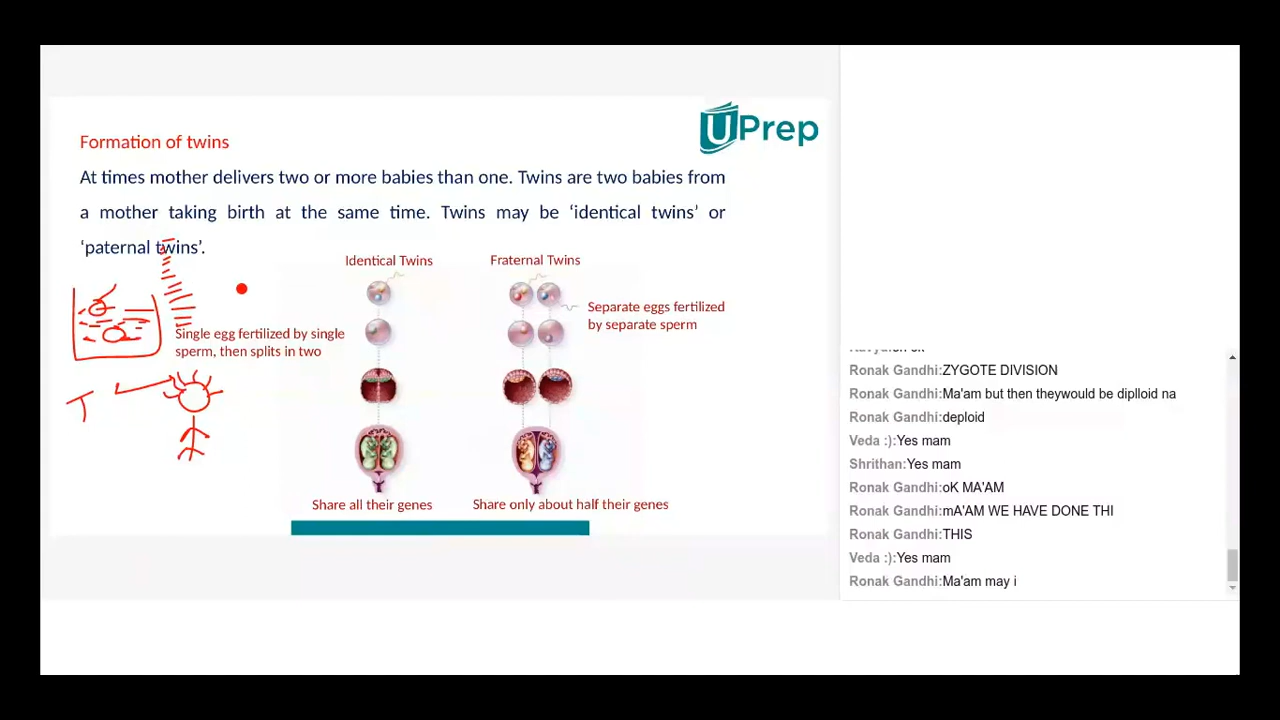 UPrep
Formation of twins
At times mother delivers two or more babies than one. Twins are two babies from
a mother taking birth at the same time. Twins may be ‘identical twins’ or
‘paternal twins’.
Identical Twins
Fraternal Twins
Separate eggs fertilized
by separate sperm
Single egg fertilized by single
sperm, then splits in two
T
Share all their genes
Share only about half their genes
Ronak Gandhi:ZYGOTE DIVISION
Ronak Gandhi:Ma'am but then theywould be diplloid na
Ronak Gandhi:deploid
Veda :):Yes mam
Shrithan:Yes mam
Ronak Gandhi:oK MA'AM
Ronak Gandhi:mA'AM WE HAVE DONE THI
Ronak Gandhi:THIS
Veda :):Yes mam
Ronak Gandhi:Ma'am may i